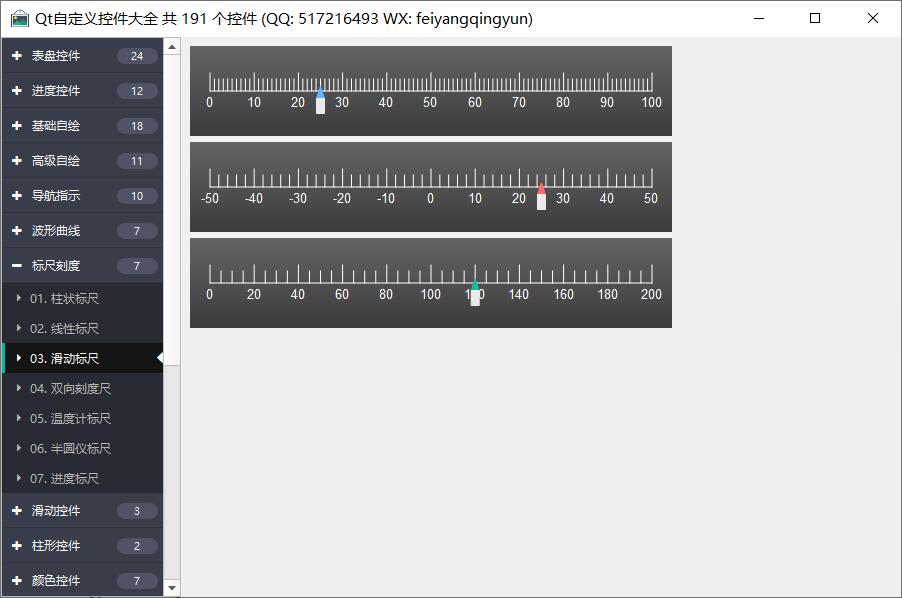 Qt自定义控件大全 共 191 个控件 (QQ: 517216493 WX: feiyangqingyun)
表盘控件 24
进度控件 12
基础自绘 18
高级自绘 11
导航指示 10
波形曲线 7
标尺刻度 7
01. 柱状标尺
02. 线性标尺
03. 滑动标尺
04. 双向刻度尺
05. 温度计标尺
06. 半圆仪标尺
07. 进度标尺
滑动控件 3
柱形控件 2
颜色控件 7
0 10 20 30 40 50 60 70 80 90 100
-50 -40 -30 -20 -10 0 10 20 30 40 50
0 20 40 60 80 100 120 140 160 180 200